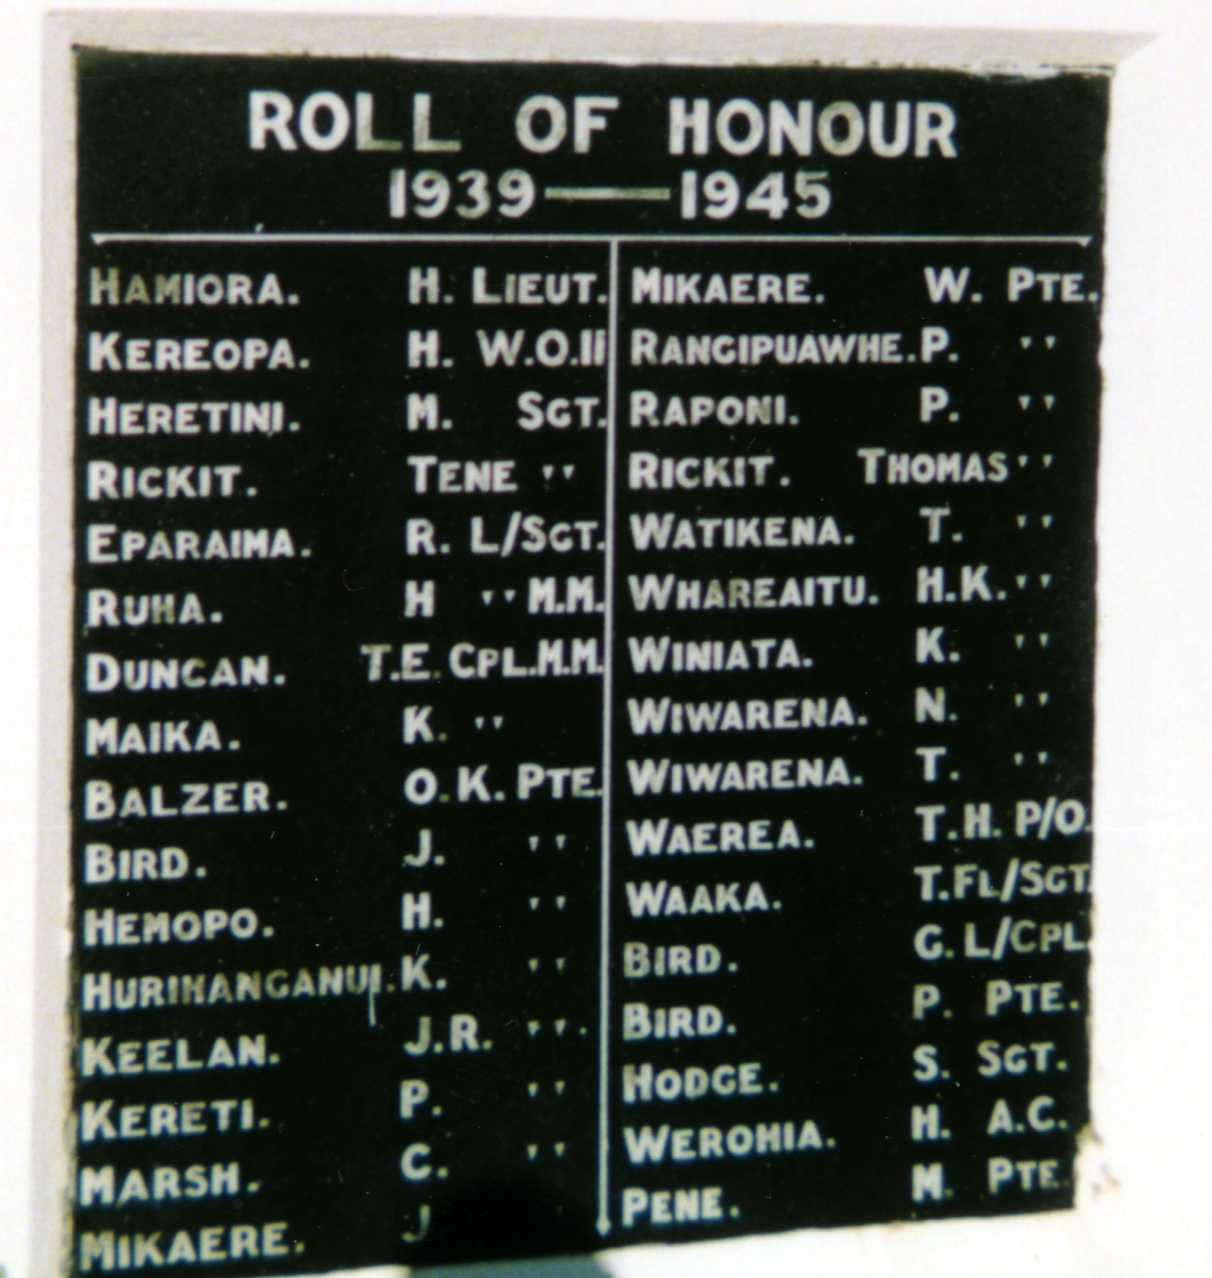 ROLL OF HONOUR
1939—1945
HAMIORA. H. LIEUT.
KEREOPA. H. W.O.II
HERETINI. M. SGT.
RICKIT. TENE "
EPARAIMA. R. L/SGT.
RUHA. H " M.M.
DUNCAN. T.E. CPL.M.M.
MAIKA. K. "
BALZER. O.K. PTE.
BIRD. J. "
HEMOPO. H. "
HURIHANGANUI. K. "
KEELAN. J.R. ".
KERETI. P. "
MARSH. C. "
MIKAERE. J
MIKAERE. W. PTE.
RANGIPUAWHE. P. "
RAPONI. P. "
RICKIT. THOMAS "
WATIKENA. T. "
WHAREAITU. H.K. "
WINIATA. K. "
WIWARENA. N. "
WIWARENA. T. "
WAEREA. T.H. P/O.
WAAKA. T. FL/SGT.
BIRD. G. L/CPL.
BIRD. P. PTE.
HODGE. S. SGT.
WEROHIA. H. A.C.
PENE. M. PTE.